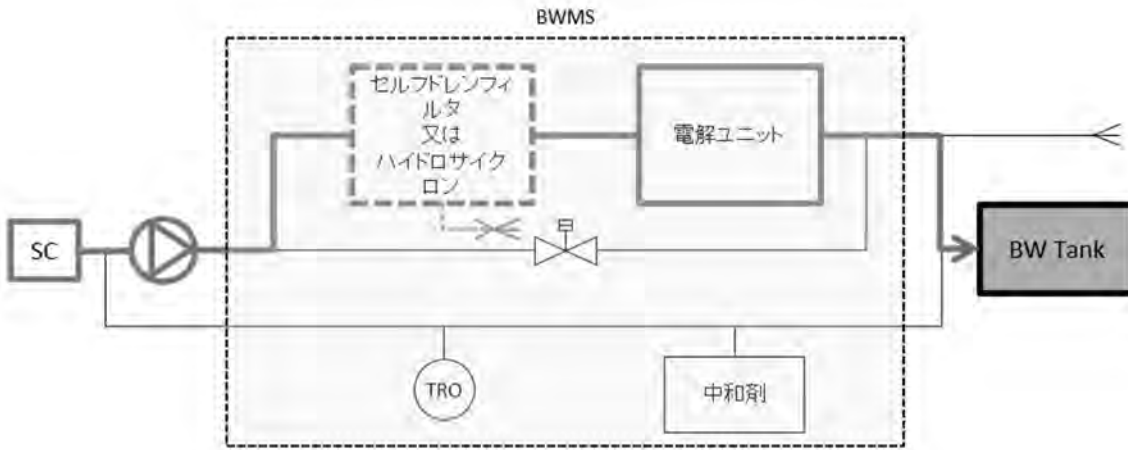 BWMS
セルフドレンフィ
ルタ
又は
ハイドロサイク
ロン
電解ユニット
SC
BW Tank
TRO
中和剤